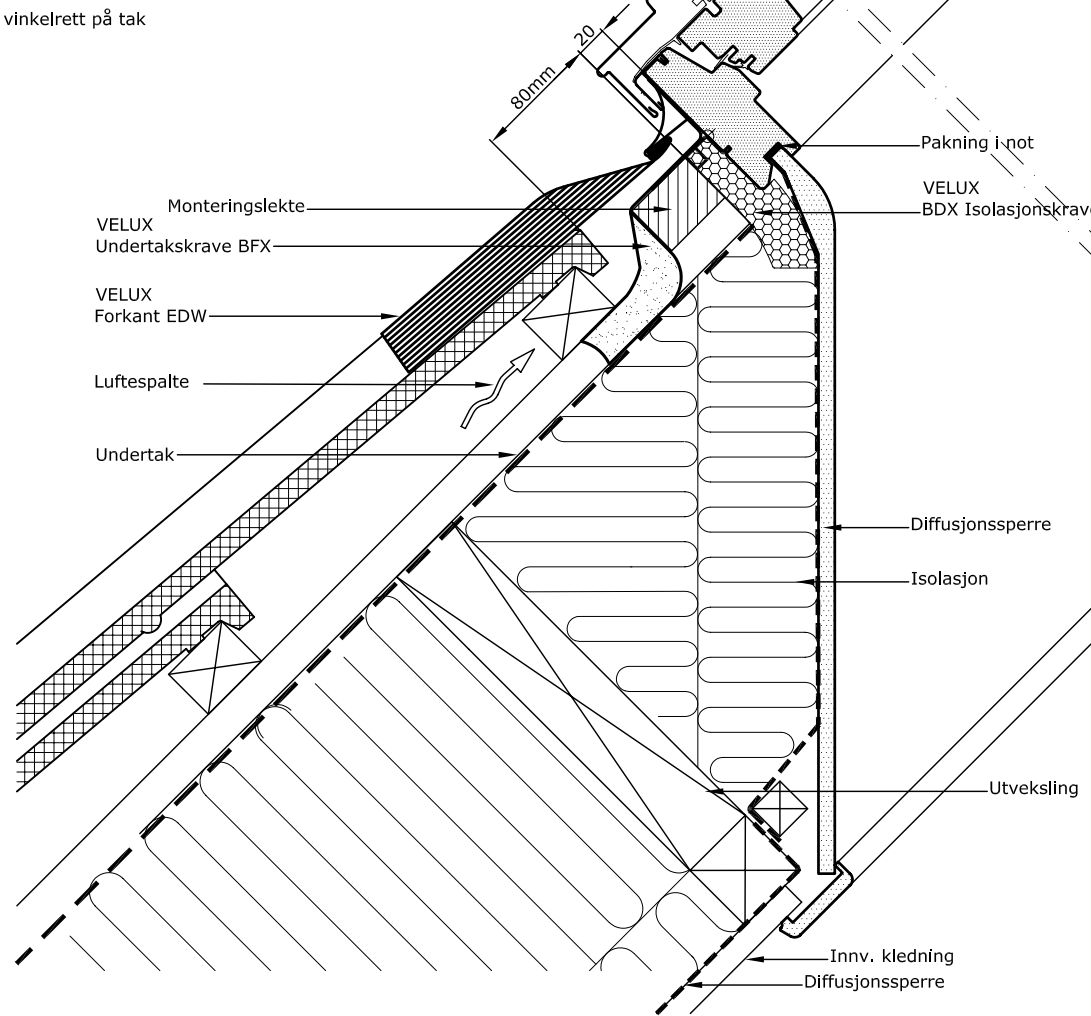 vinkelrett på tak
20
80mm
Pakning i not
VELUX
BDX Isolasjonskrave
Monteringslekte
VELUX
Undertakskrave BFX
VELUX
Forkant EDW
Luftespalte
Undertak
Diffusjonssperre
Isolasjon
Utveksling
Innv. kledning
Diffusjonssperre